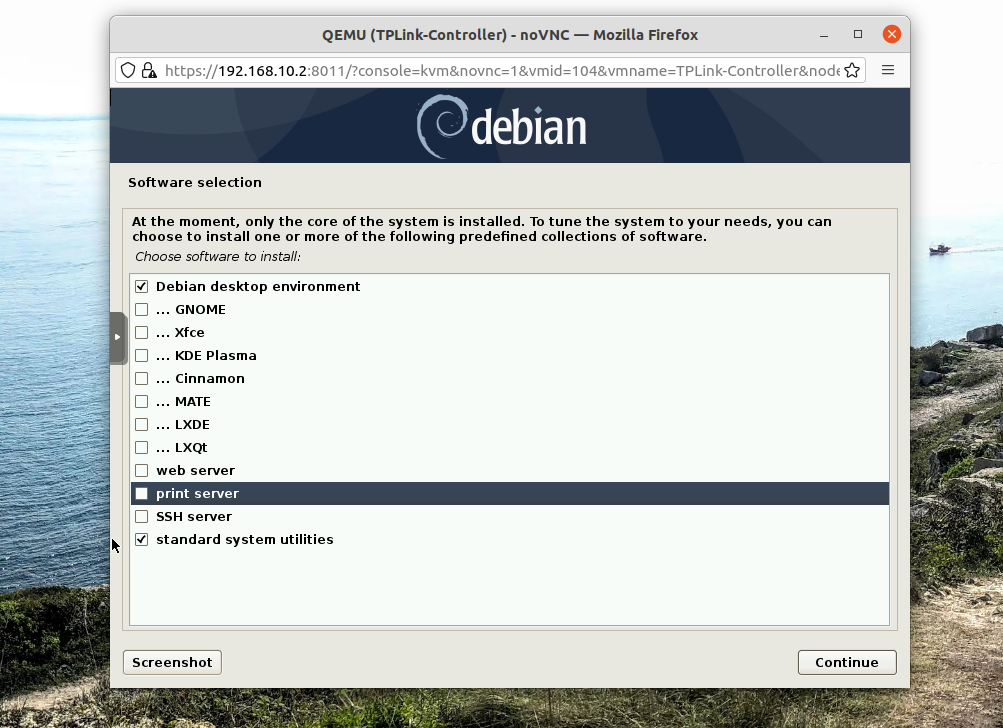 QEMU (TPLink-Controller) - noVNC — Mozilla Firefox
https://192.168.10.2:8011/?console=kvm&novnc=1&vmid=104&vmname=TPLink-Controller&node
debian
Software selection
At the moment, only the core of the system is installed. To tune the system to your needs, you can
choose to install one or more of the following predefined collections of software.
Choose software to install:
Debian desktop environment
... GNOME
... Xfce
... KDE Plasma
... Cinnamon
... MATE
... LXDE
... LXQt
web server
print server
SSH server
standard system utilities
Screenshot
Continue